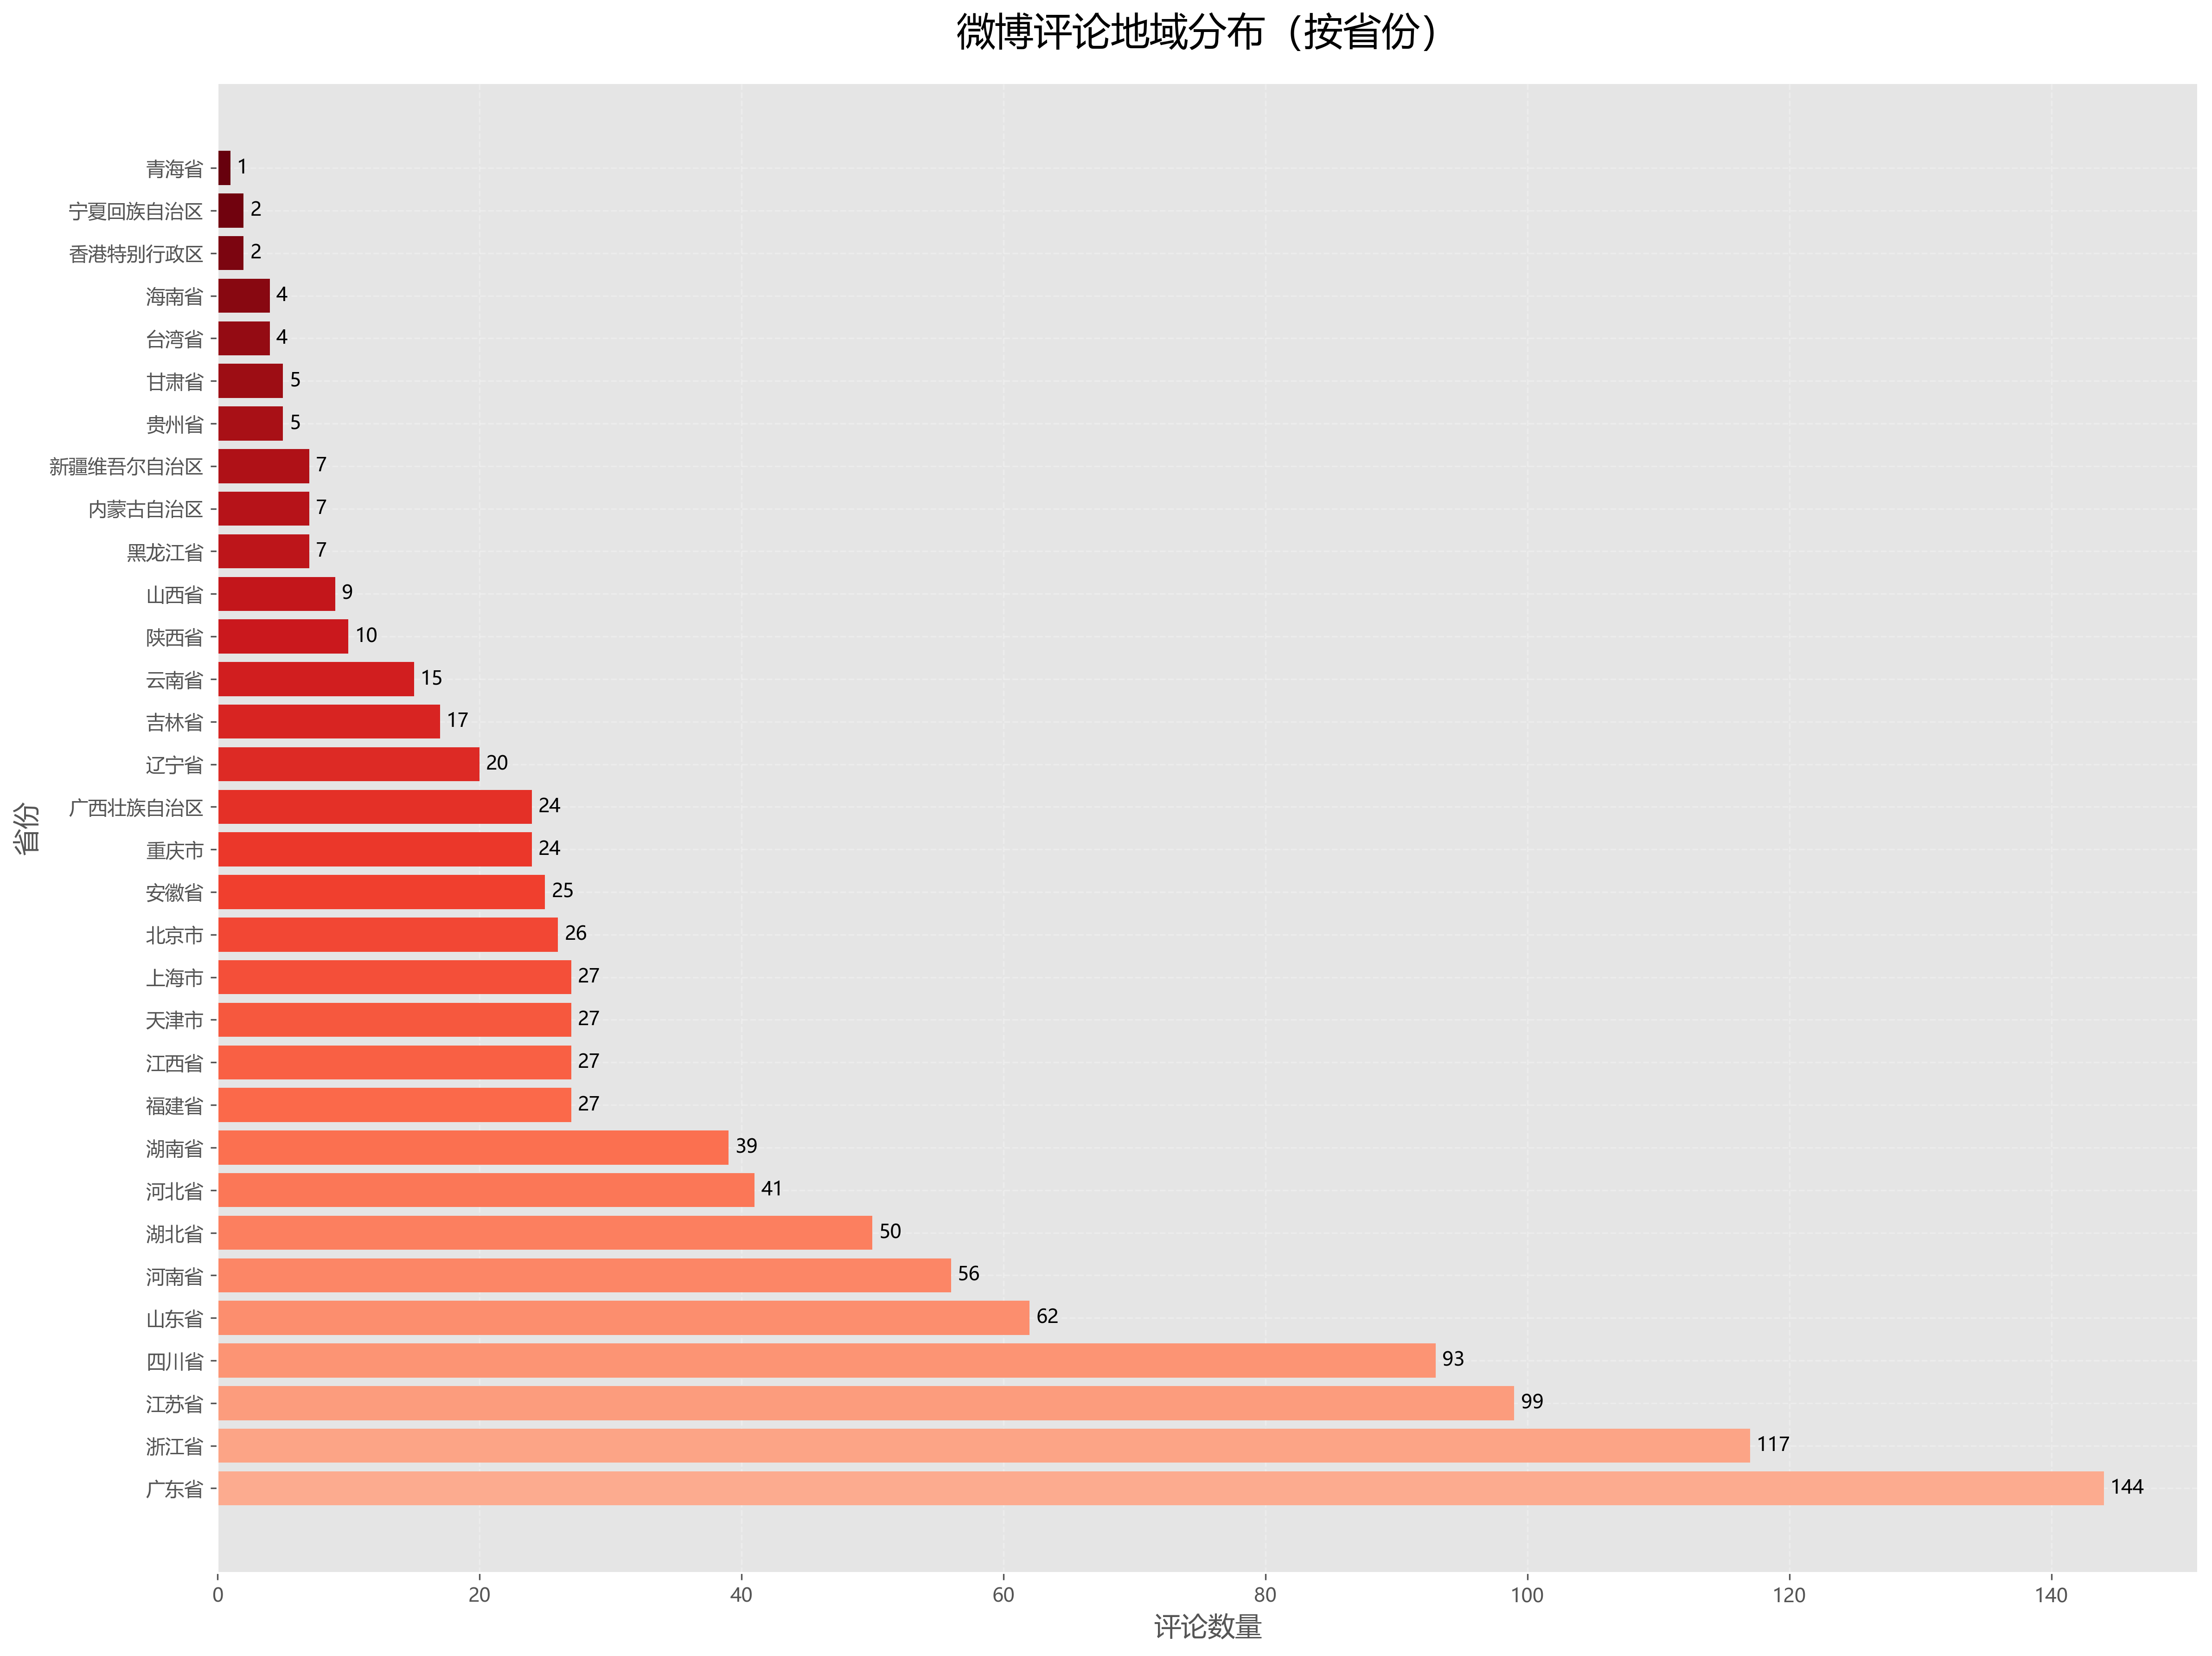 微博评论地域分布（按省份）
青海省 1
宁夏回族自治区 2
香港特别行政区 2
海南省 4
台湾省 4
甘肃省 5
贵州省 5
新疆维吾尔自治区 7
内蒙古自治区 7
黑龙江省 7
山西省 9
陕西省 10
云南省 15
吉林省 17
辽宁省 20
广西壮族自治区 24
重庆市 24
安徽省 25
北京市 26
上海市 27
天津市 27
江西省 27
福建省 27
湖南省 39
河北省 41
湖北省 50
河南省 56
山东省 62
四川省 93
江苏省 99
浙江省 117
广东省 144
省份
0 20 40 60 80 100 120 140
评论数量